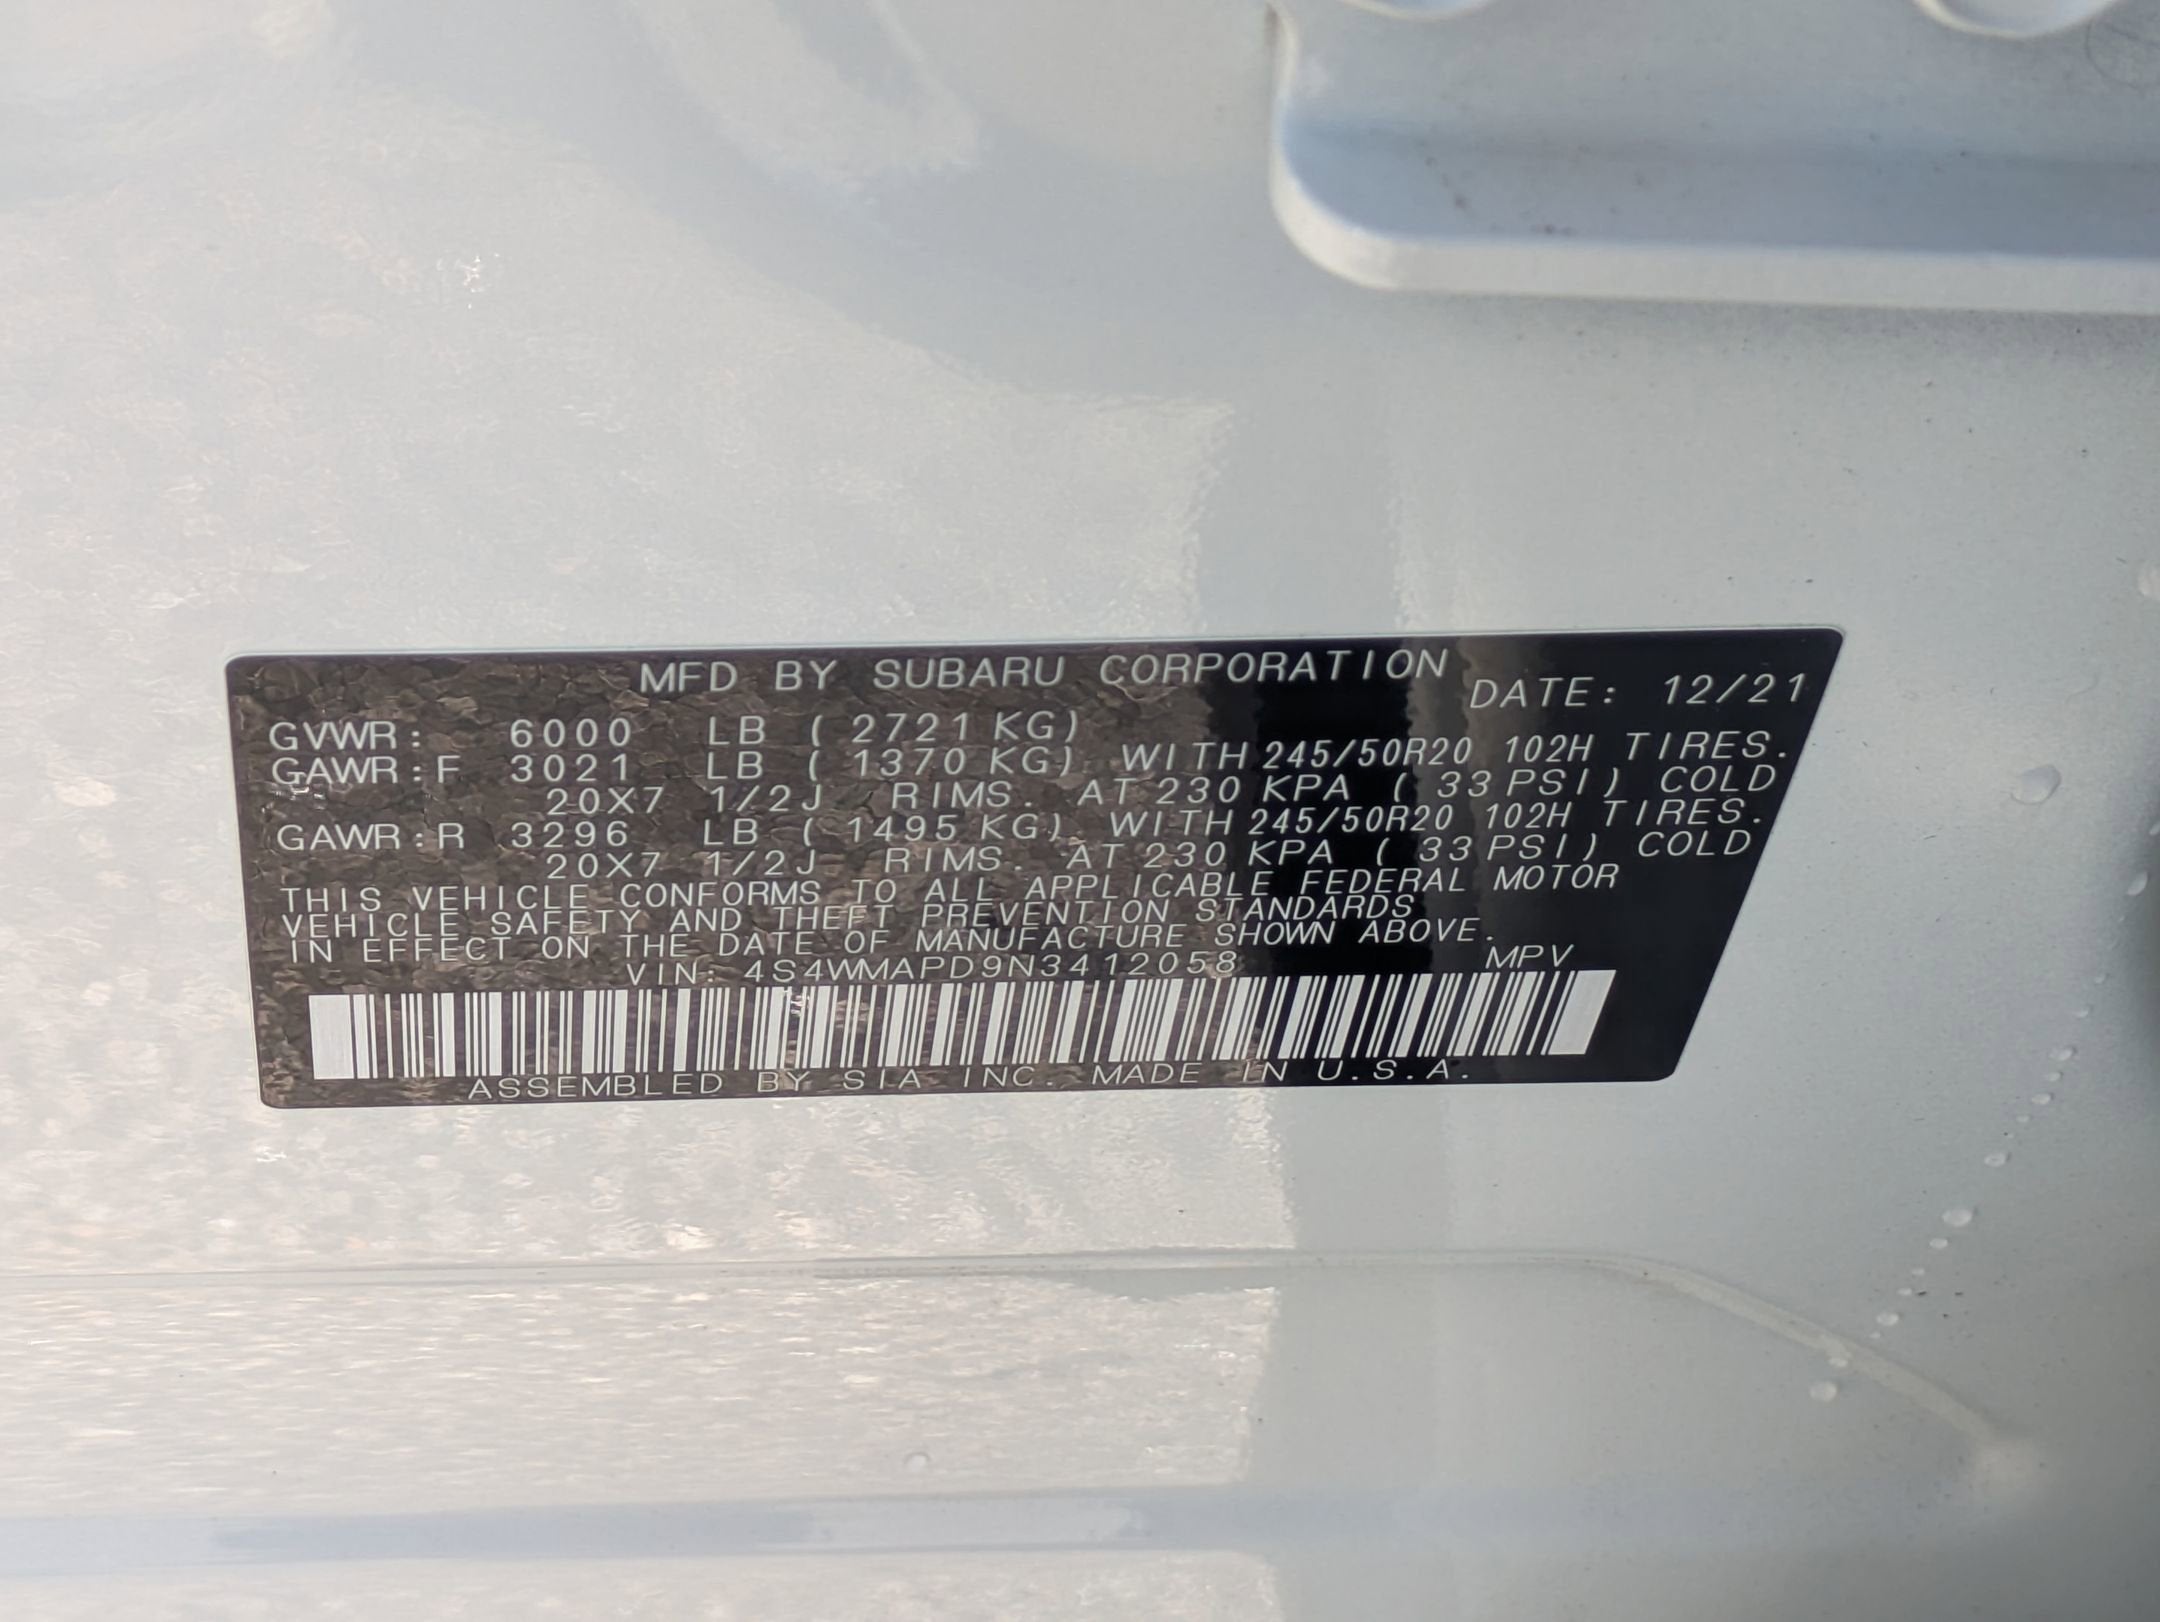 MFD BY SUBARU CORPORATION
DATE: 12/21
GVWR: 6000 LB ( 2721 KG)
GAWR:F 3021 LB ( 1370 KG) WITH 245/50R20 102H TIRES.
20X7 1/2J RIMS. AT 230 KPA ( 33 PSI) COLD
GAWR:R 3296 LB ( 1495 KG) WITH 245/50R20 102H TIRES.
20X7 1/2J RIMS. AT 230 KPA ( 33 PSI) COLD
THIS VEHICLE CONFORMS TO ALL APPLICABLE FEDERAL MOTOR
VEHICLE SAFETY AND THEFT PREVENTION STANDARDS
IN EFFECT ON THE DATE OF MANUFACTURE SHOWN ABOVE.
VIN: 4S4WMAPD9N3412058 MPV
ASSEMBLED BY SIA INC. MADE IN U.S.A.